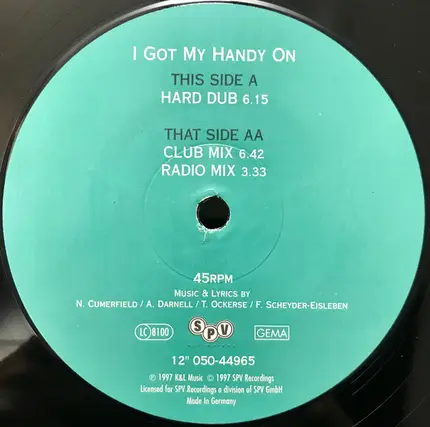 I Got My Handy On
THIS SIDE A
HARD DUB 6.15
THAT SIDE AA
CLUB MIX 6:42
RADIO MIX 3.33
45RPM
Music & Lyrics by
N. Cumerfield / A. Darnell / T. Ockerse / F. Scheyder-Eisleben
LC 8100 SPV GEMA
12" 050-44965
℗ 1997 K&L Music © 1997 SPV Recordings
Licensed for SPV Recordings a division of SPV GmbH
Made in Germany